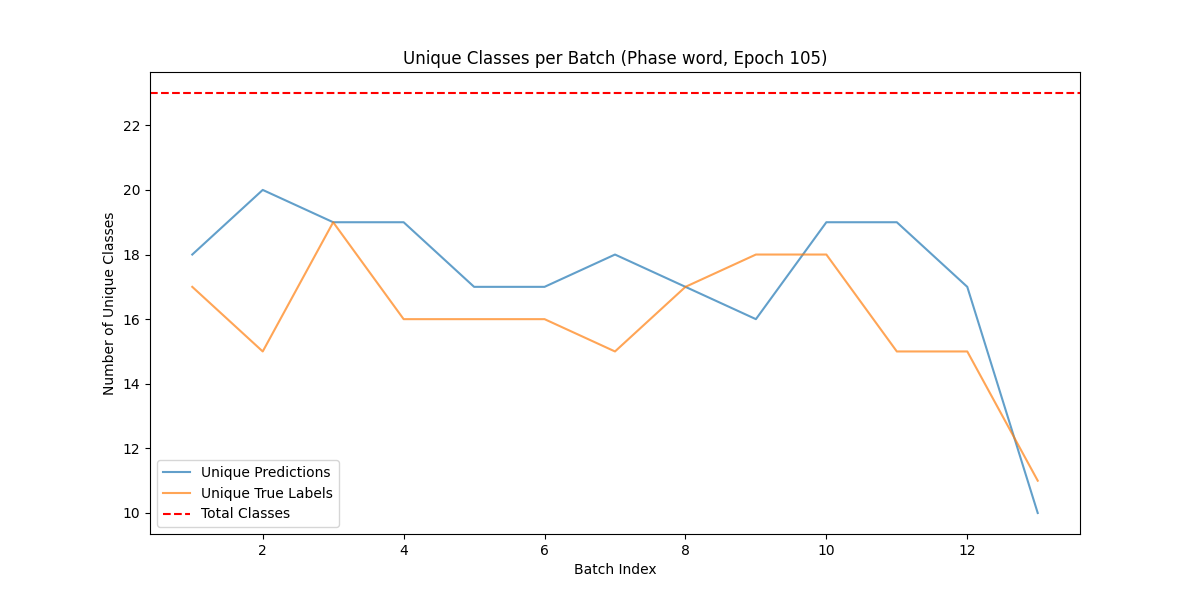 Unique Classes per Batch (Phase word, Epoch 105)
Number of Unique Classes
22
20
18
16
14
12
10
Unique Predictions
Unique True Labels
Total Classes
2 4 6 8 10 12
Batch Index